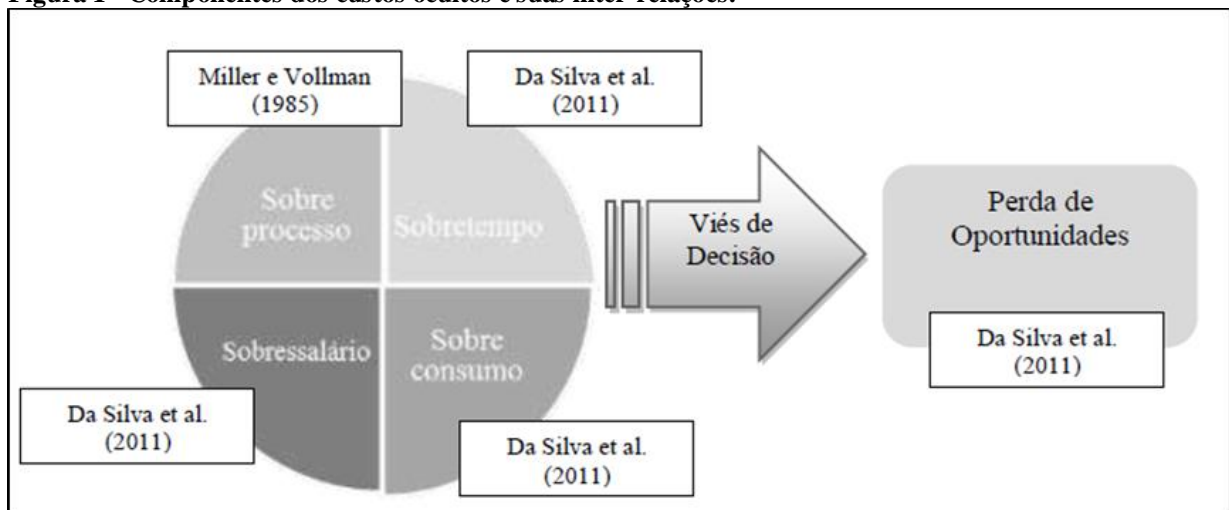 Figura 1 - Componentes dos custos ocultos e suas inter-relações.
Miller e Vollman
(1985)
Da Silva et al.
(2011)
Sobre
processo
Sobretempo
Sobressalário
Sobre
consumo
Da Silva et al.
(2011)
Da Silva et al.
(2011)
Viés de
Decisão
Perda de
Oportunidades
Da Silva et al.
(2011)